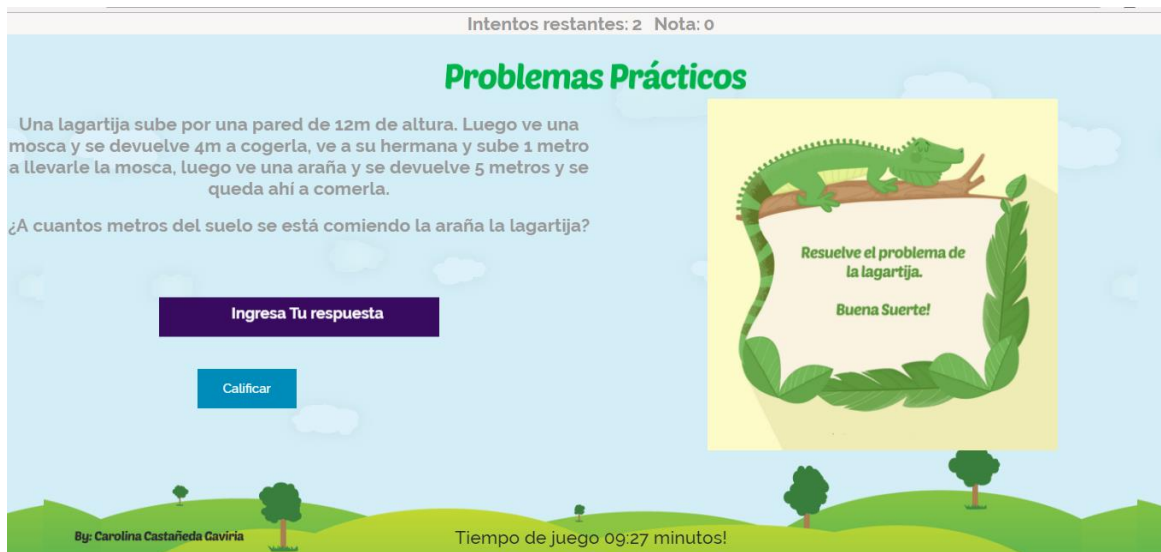 Intentos restantes: 2 Nota: 0
Problemas Prácticos
Una lagartija sube por una pared de 12m de altura. Luego ve una
mosca y se devuelve 4m a cogerla, ve a su hermana y sube 1 metro
a llevarle la mosca, luego ve una araña y se devuelve 5 metros y se
queda ahí a comerla.
¿A cuantos metros del suelo se está comiendo la araña la lagartija?
Ingresa Tu respuesta
Calificar
Resuelve el problema de
la lagartija.
Buena Suerte!
By: Carolina Castañeda Gaviria
Tiempo de juego 09:27 minutos!